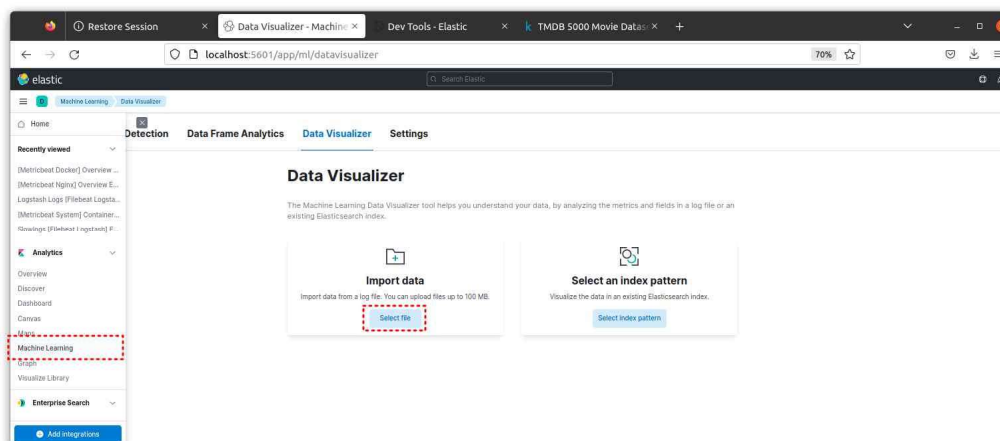 Restore Session
Data Visualizer - Machine
Dev Tools - Elastic
k TMDB 5000 Movie Datas
localhost:5601/app/ml/datavisualizer
70%
elastic
Search Elastic
D
Machine Learning
Data Visualizer
Home
Detection
Data Frame Analytics
Data Visualizer
Settings
Recently viewed
[Metricbeat Docker] Overview ...
[Metricbeat Nginx] Overview E...
Logstash Logs [Filebeat Logsta...
[Metricbeat System] Container...
Slowlogs [Filebeat Logstash] E...
Analytics
Overview
Discover
Dashboard
Canvas
Maps
Machine Learning
Graph
Visualize Library
Enterprise Search
Add integrations
Data Visualizer
The Machine Learning Data Visualizer tool helps you understand your data, by analyzing the metrics and fields in a log file or an
existing Elasticsearch index.
Import data
Import data from a log file. You can upload files up to 100 MB.
Select file
Select an index pattern
Visualize the data in an existing Elasticsearch index.
Select index pattern